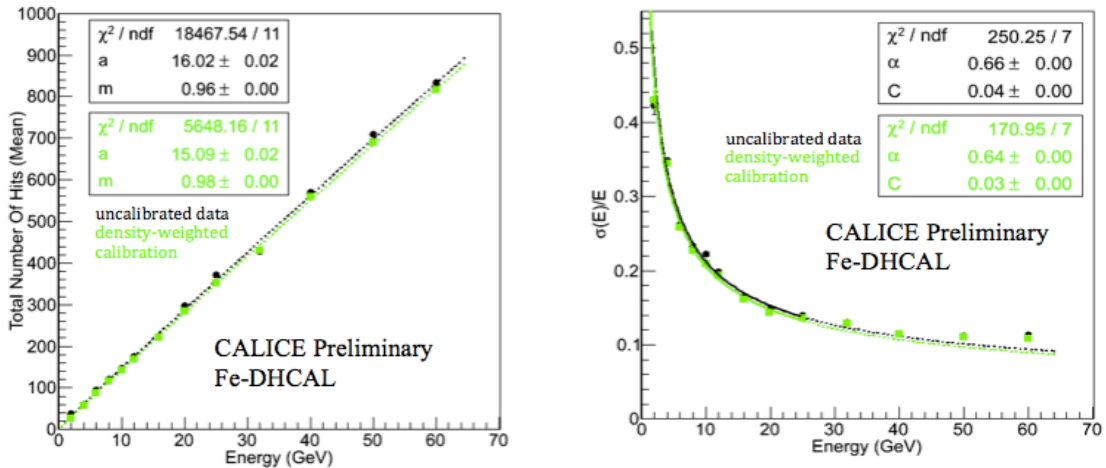 1000
900
800
700
600
500
400
300
200
100
0
Total Number Of Hits (Mean)
χ² / ndf 18467.54 / 11
a 16.02 ± 0.02
m 0.96 ± 0.00
χ² / ndf 5648.16 / 11
a 15.09 ± 0.02
m 0.98 ± 0.00
uncalibrated data
density-weighted
calibration
CALICE Preliminary
Fe-DHCAL
0 10 20 30 40 50 60 70
Energy (GeV)
0.5
0.4
0.3
0.2
0.1
0
σ(E)/E
χ² / ndf 250.25 / 7
α 0.66 ± 0.00
C 0.04 ± 0.00
χ² / ndf 170.95 / 7
α 0.64 ± 0.00
C 0.03 ± 0.00
uncalibrated data
density-weighted
calibration
CALICE Preliminary
Fe-DHCAL
0 10 20 30 40 50 60 70
Energy (GeV)